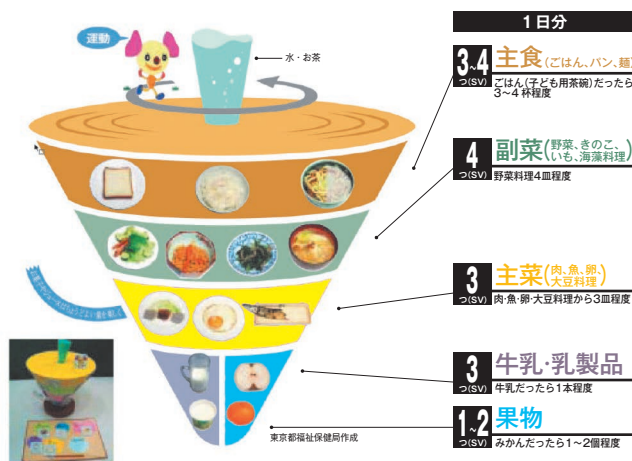 運動
水・お茶
1日分
3~4
つ(SV)
主食(ごはん、パン、麺)
ごはん(子ども用茶碗)だったら
3〜4杯程度
4
つ(SV)
副菜(野菜、きのこ、
いも、海藻料理)
野菜料理4皿程度
3
つ(SV)
主菜(肉、魚、卵、
大豆料理)
肉・魚・卵・大豆料理から3皿程度
3
つ(SV)
牛乳・乳製品
牛乳だったら1本程度
1~2
つ(SV)
果物
みかんだったら1〜2個程度
東京都福祉保健局作成